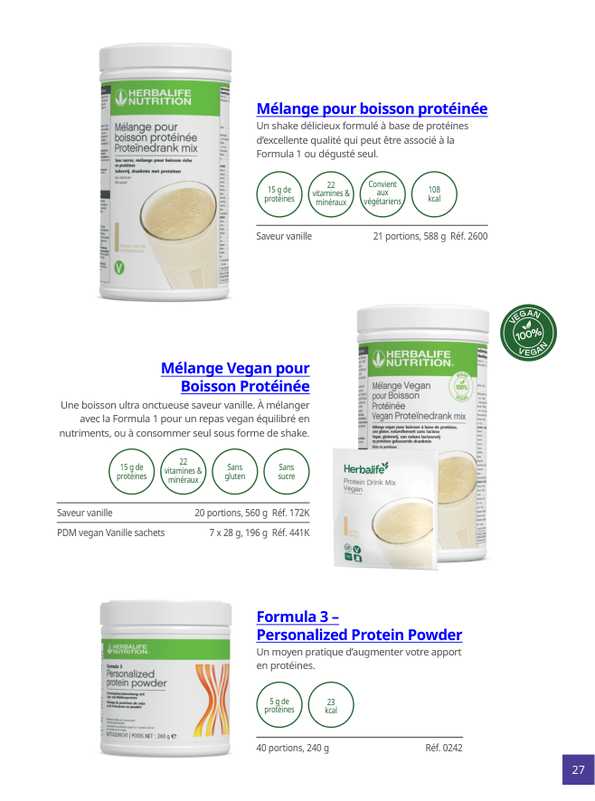 HERBALIFE
NUTRITION
Mélange pour
boisson protéinée
Proteïnedrank mix
Mélange pour boisson protéinée
Un shake délicieux formulé à base de protéines
d’excellente qualité qui peut être associé à la
Formula 1 ou dégusté seul.
15 g de
protéines
22
vitamines &
minéraux
Convient
aux
végétariens
108
kcal
Saveur vanille 21 portions, 588 g Réf. 2600
VEGAN
100%
VEGAN
HERBALIFE
NUTRITION
Mélange Vegan
pour Boisson
Protéinée
Vegan Proteïnedrank mix
Herbalife
Protein Drink Mix
Vegan
Mélange Vegan pour
Boisson Protéinée
Une boisson ultra onctueuse saveur vanille. À mélanger
avec la Formula 1 pour un repas vegan équilibré en
nutriments, ou à consommer seul sous forme de shake.
15 g de
protéines
22
vitamines &
minéraux
Sans
gluten
Sans
sucre
Saveur vanille 20 portions, 560 g Réf. 172K
PDM vegan Vanille sachets 7 x 28 g, 196 g Réf. 441K
HERBALIFE
NUTRITION
Formula 3
Personalized
protein powder
Formula 3 –
Personalized Protein Powder
Un moyen pratique d’augmenter votre apport
en protéines.
5 g de
protéines
23
kcal
40 portions, 240 g Réf. 0242
27